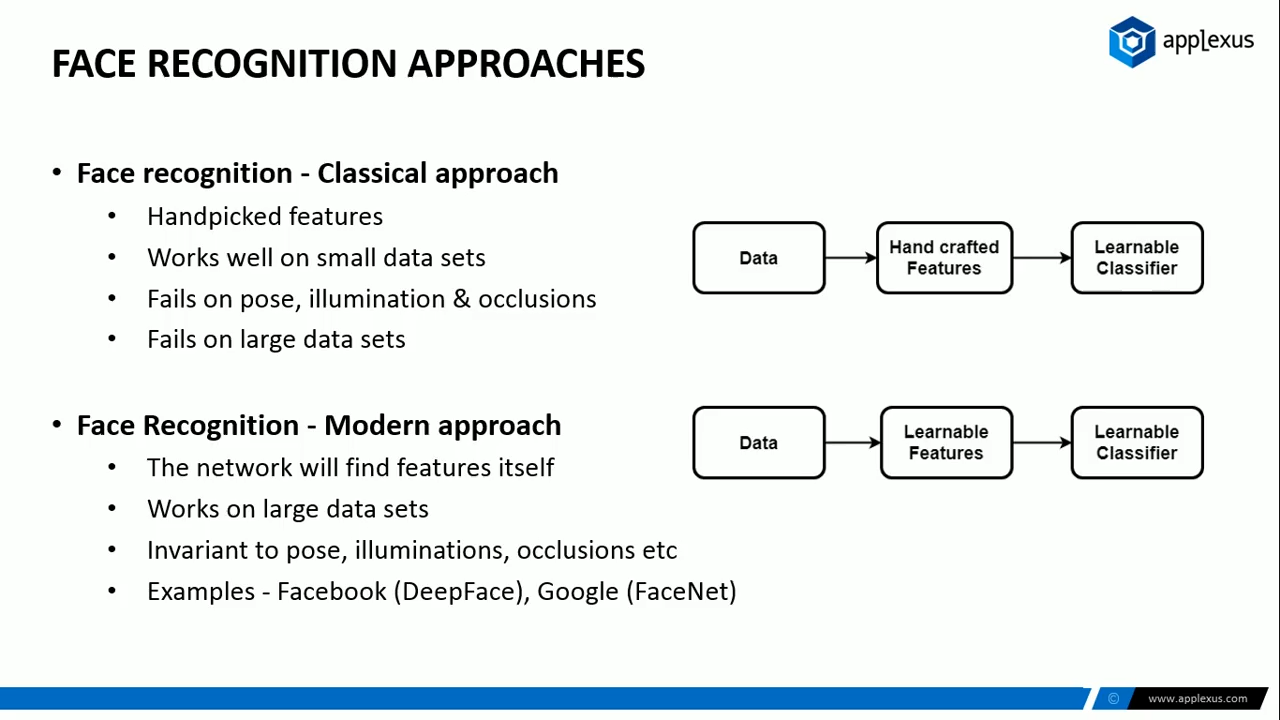 FACE RECOGNITION APPROACHES
applexus
• Face recognition - Classical approach
• Handpicked features
• Works well on small data sets
• Fails on pose, illumination & occlusions
• Fails on large data sets
Data
Hand crafted
Features
Learnable
Classifier
• Face Recognition - Modern approach
• The network will find features itself
• Works on large data sets
• Invariant to pose, illuminations, occlusions etc
• Examples - Facebook (DeepFace), Google (FaceNet)
Data
Learnable
Features
Learnable
Classifier
© www.applexus.com